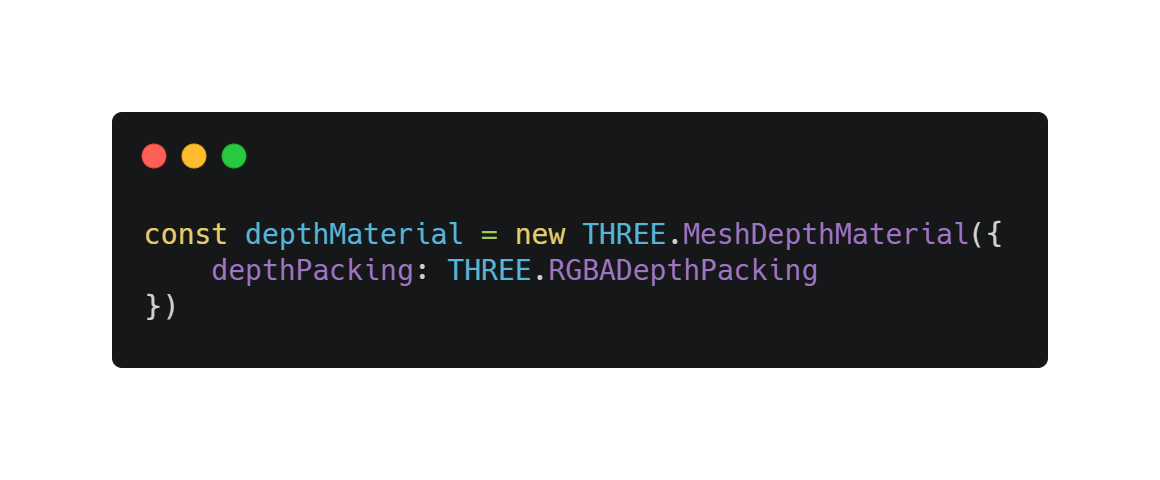 const depthMaterial = new THREE.MeshDepthMaterial({
    depthPacking: THREE.RGBADepthPacking
})